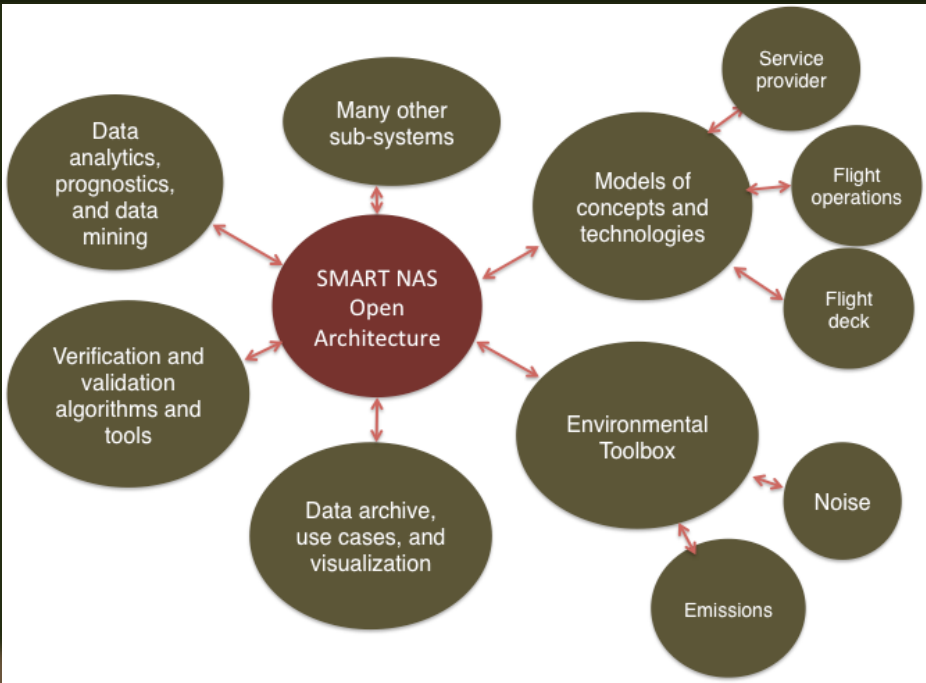 Service
provider
Many other
sub-systems
Data
analytics,
prognostics,
and data
mining
Models of
concepts and
technologies
Flight
operations
SMART NAS
Open
Architecture
Flight
deck
Verification and
validation
algorithms and
tools
Environmental
Toolbox
Data archive,
use cases, and
visualization
Noise
Emissions